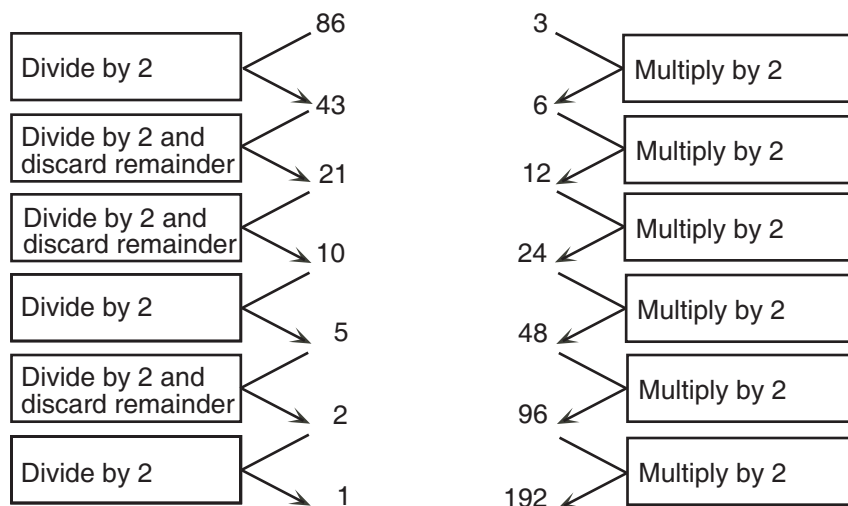 86 3
Divide by 2 Multiply by 2
43 6
Divide by 2 and
discard remainder Multiply by 2
21 12
Divide by 2 and
discard remainder Multiply by 2
10 24
Divide by 2 Multiply by 2
5 48
Divide by 2 and
discard remainder Multiply by 2
2 96
Divide by 2 Multiply by 2
1 192